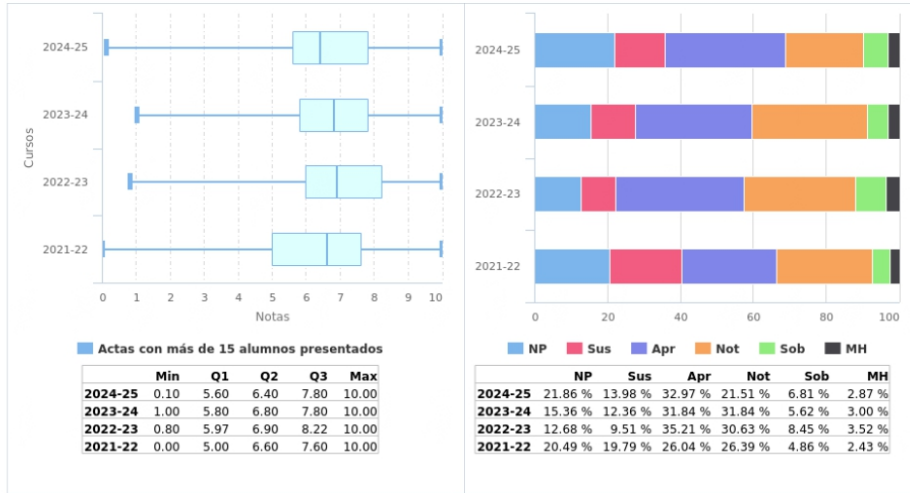 2024-25
2023-24
2022-23
2021-22
Cursos
0 1 2 3 4 5 6 7 8 9 10
Notas
Actas con más de 15 alumnos presentados
Min Q1 Q2 Q3 Max
2024-25 0.10 5.60 6.40 7.80 10.00
2023-24 1.00 5.80 6.80 7.80 10.00
2022-23 0.80 5.97 6.90 8.22 10.00
2021-22 0.00 5.00 6.60 7.60 10.00
2024-25
2023-24
2022-23
2021-22
0 20 40 60 80 100
NP Sus Apr Not Sob MH
NP Sus Apr Not Sob MH
2024-25 21.86 % 13.98 % 32.97 % 21.51 % 6.81 % 2.87 %
2023-24 15.36 % 12.36 % 31.84 % 31.84 % 5.62 % 3.00 %
2022-23 12.68 % 9.51 % 35.21 % 30.63 % 8.45 % 3.52 %
2021-22 20.49 % 19.79 % 26.04 % 26.39 % 4.86 % 2.43 %